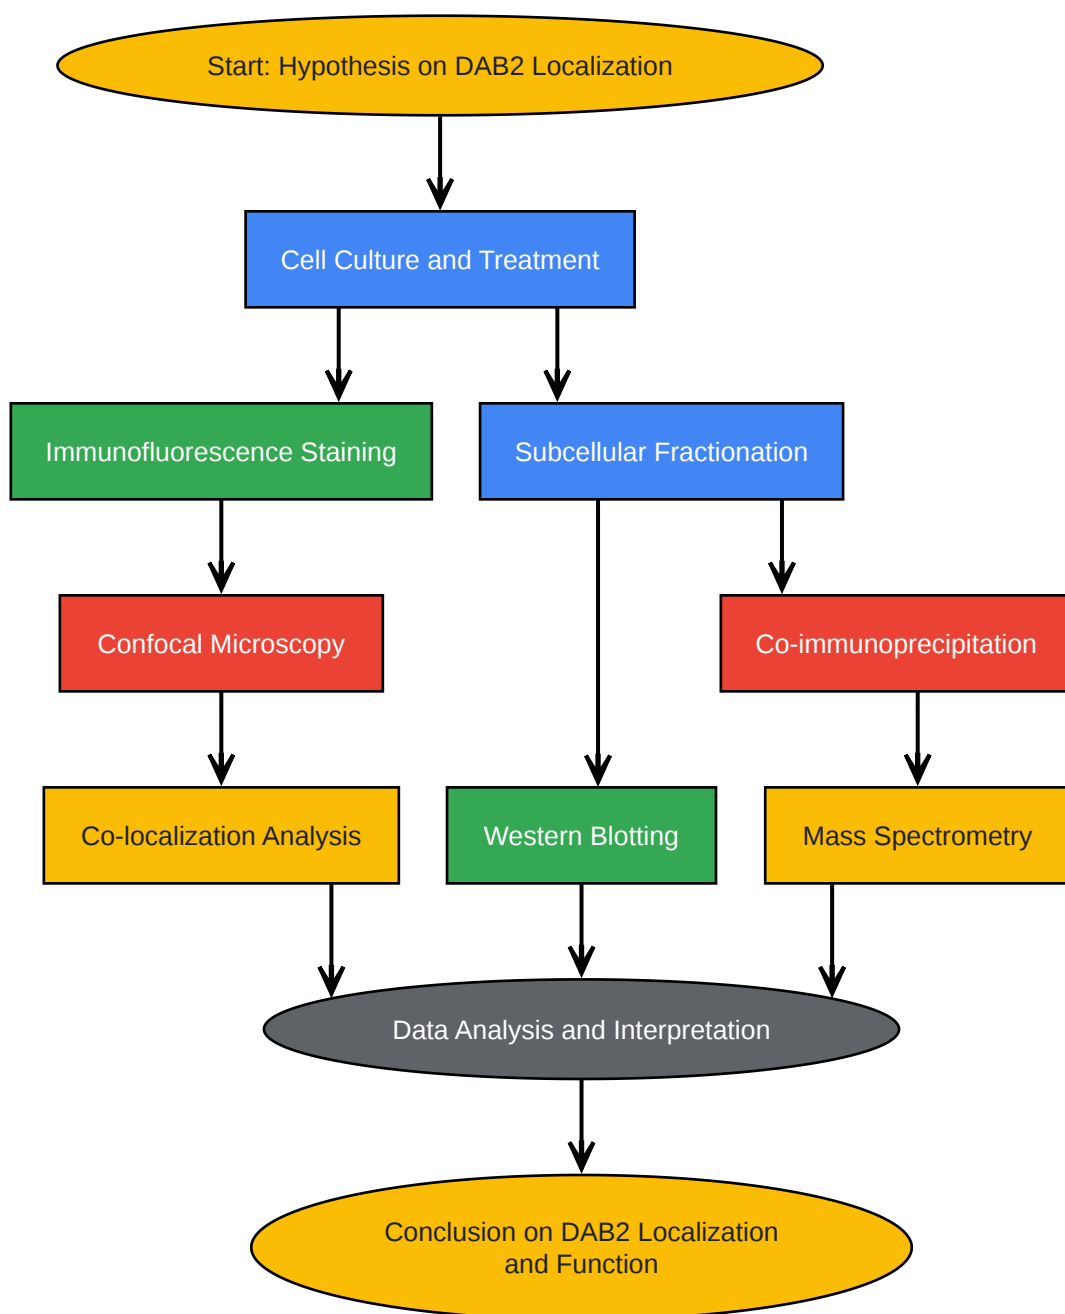 Start: Hypothesis on DAB2 Localization
Cell Culture and Treatment
Immunofluorescence Staining
Subcellular Fractionation
Confocal Microscopy
Co-immunoprecipitation
Co-localization Analysis
Western Blotting
Mass Spectrometry
Data Analysis and Interpretation
Conclusion on DAB2 Localization
and Function